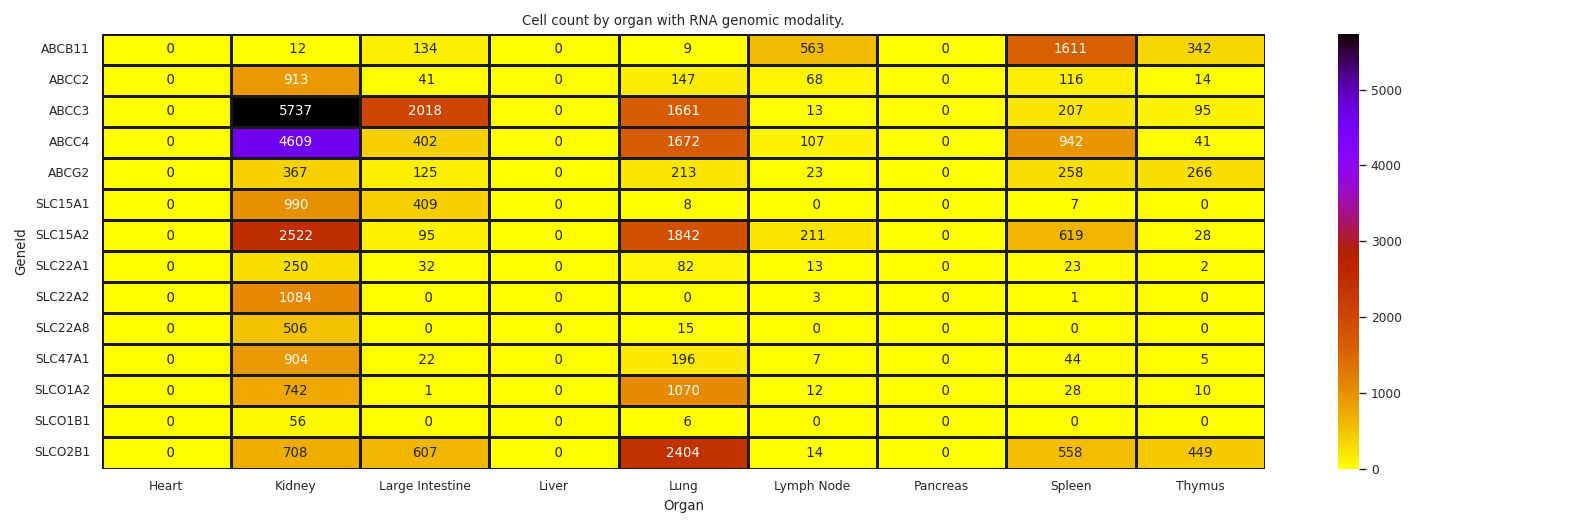 Cell count by organ with RNA genomic modality.
ABCB11 0 12 134 0 9 563 0 1611 342
ABCC2 0 913 41 0 147 68 0 116 14
ABCC3 0 5737 2018 0 1661 13 0 207 95
ABCC4 0 4609 402 0 1672 107 0 942 41
ABCG2 0 367 125 0 213 23 0 258 266
SLC15A1 0 990 409 0 8 0 0 7 0
SLC15A2 0 2522 95 0 1842 211 0 619 28
SLC22A1 0 250 32 0 82 13 0 23 2
SLC22A2 0 1084 0 0 0 3 0 1 0
SLC22A8 0 506 0 0 15 0 0 0 0
SLC47A1 0 904 22 0 196 7 0 44 5
SLCO1A2 0 742 1 0 1070 12 0 28 10
SLCO1B1 0 56 0 0 6 0 0 0 0
SLCO2B1 0 708 607 0 2404 14 0 558 449
GeneId
Heart Kidney Large Intestine Liver Lung Lymph Node Pancreas Spleen Thymus
Organ
5000
4000
3000
2000
1000
0